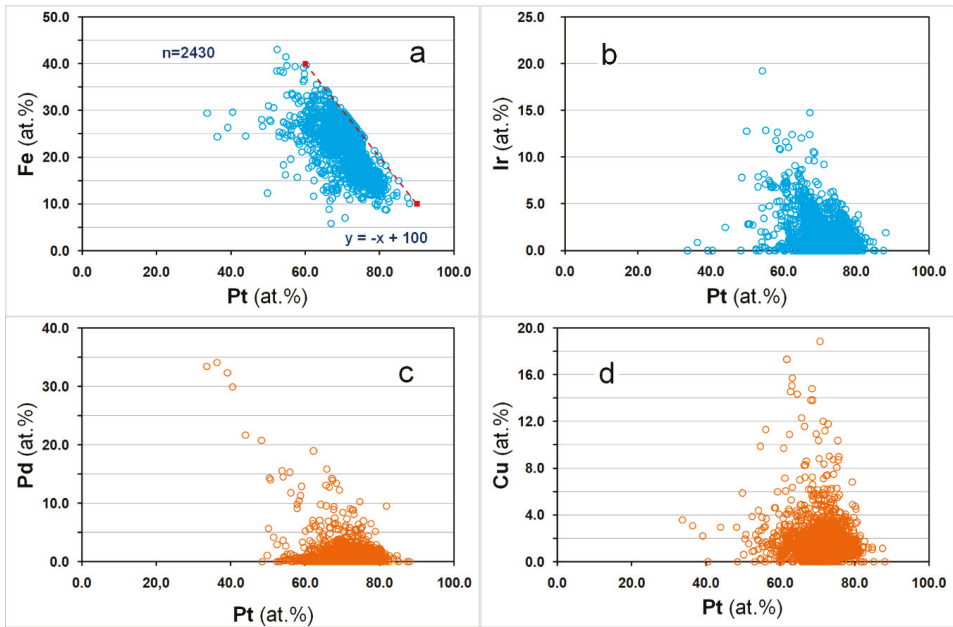 50.0
40.0
30.0
20.0
10.0
0.0
Fe (at.%)
n=2430
a
y = -x + 100
0.0 20.0 40.0 60.0 80.0 100.0
Pt (at.%)
25.0
20.0
15.0
10.0
5.0
0.0
Ir (at.%)
b
0.0 20.0 40.0 60.0 80.0 100.0
Pt (at.%)
40.0
30.0
20.0
10.0
0.0
Pd (at.%)
c
0.0 20,0 40.0 60.0 80.0 100.0
Pt (at.%)
20.0
16.0
12.0
8.0
4.0
0.0
Cu (at.%)
d
0.0 20.0 40.0 60.0 80.0 100.0
Pt (at.%)